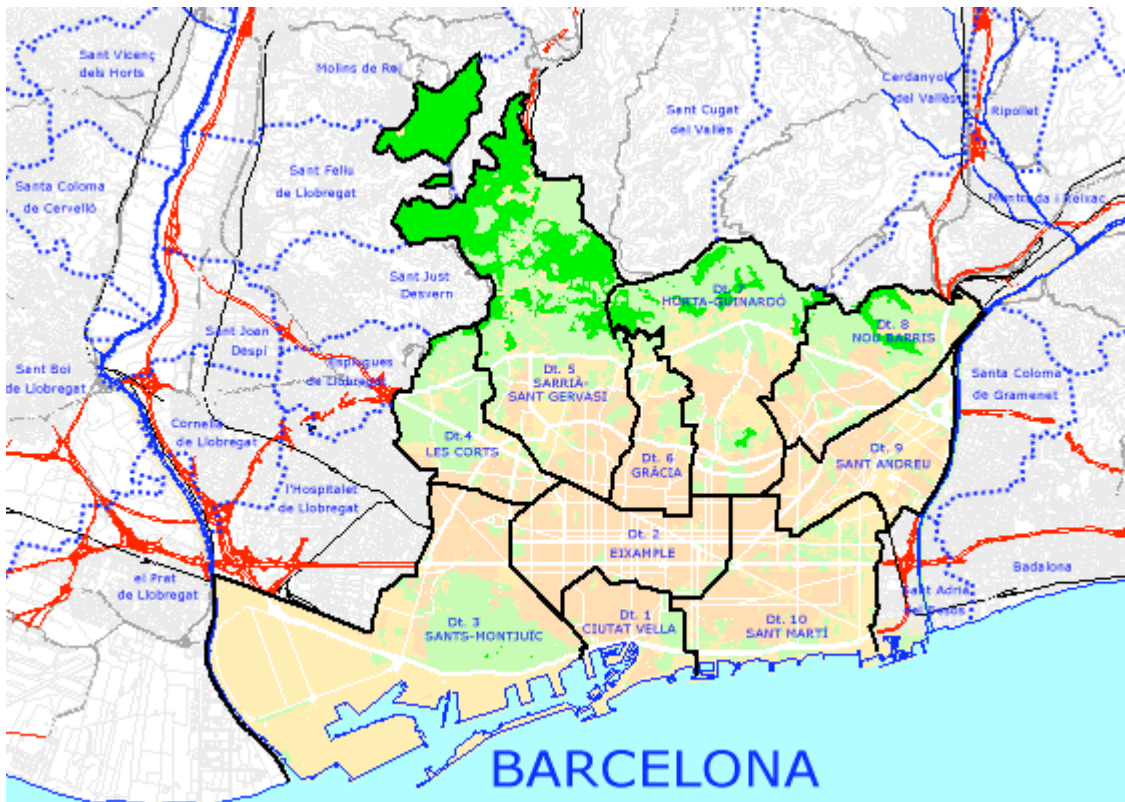 Sant Vicenç
dels Horts
Molins de Rei
Cerdanyola
del Vallès
Ripollet
Sant Cugat
del Vallès
Santa Coloma
de Cervelló
Sant Feliu
de Llobregat
Montcada i Reixac
Sant Just
Desvern
Dt. 7
HORTA-GUINARDÓ
Dt. 8
NOU BARRIS
Sant Joan
Despí
Esplugues
de Llobregat
Sant Boi
de Llobregat
Dt. 5
SARRIÀ-
SANT GERVASI
Santa Coloma
de Gramenet
Cornellà
de Llobregat
Dt.4
LES CORTS
Dt. 6
GRÀCIA
Dt. 9
SANT ANDREU
l'Hospitalet
de Llobregat
Dt. 2
EIXAMPLE
el Prat
de Llobregat
Badalona
Sant Adrià
del Besòs
Dt. 3
SANTS-MONTJUÏC
Dt. 1
CIUTAT VELLA
Dt. 10
SANT MARTÍ
BARCELONA